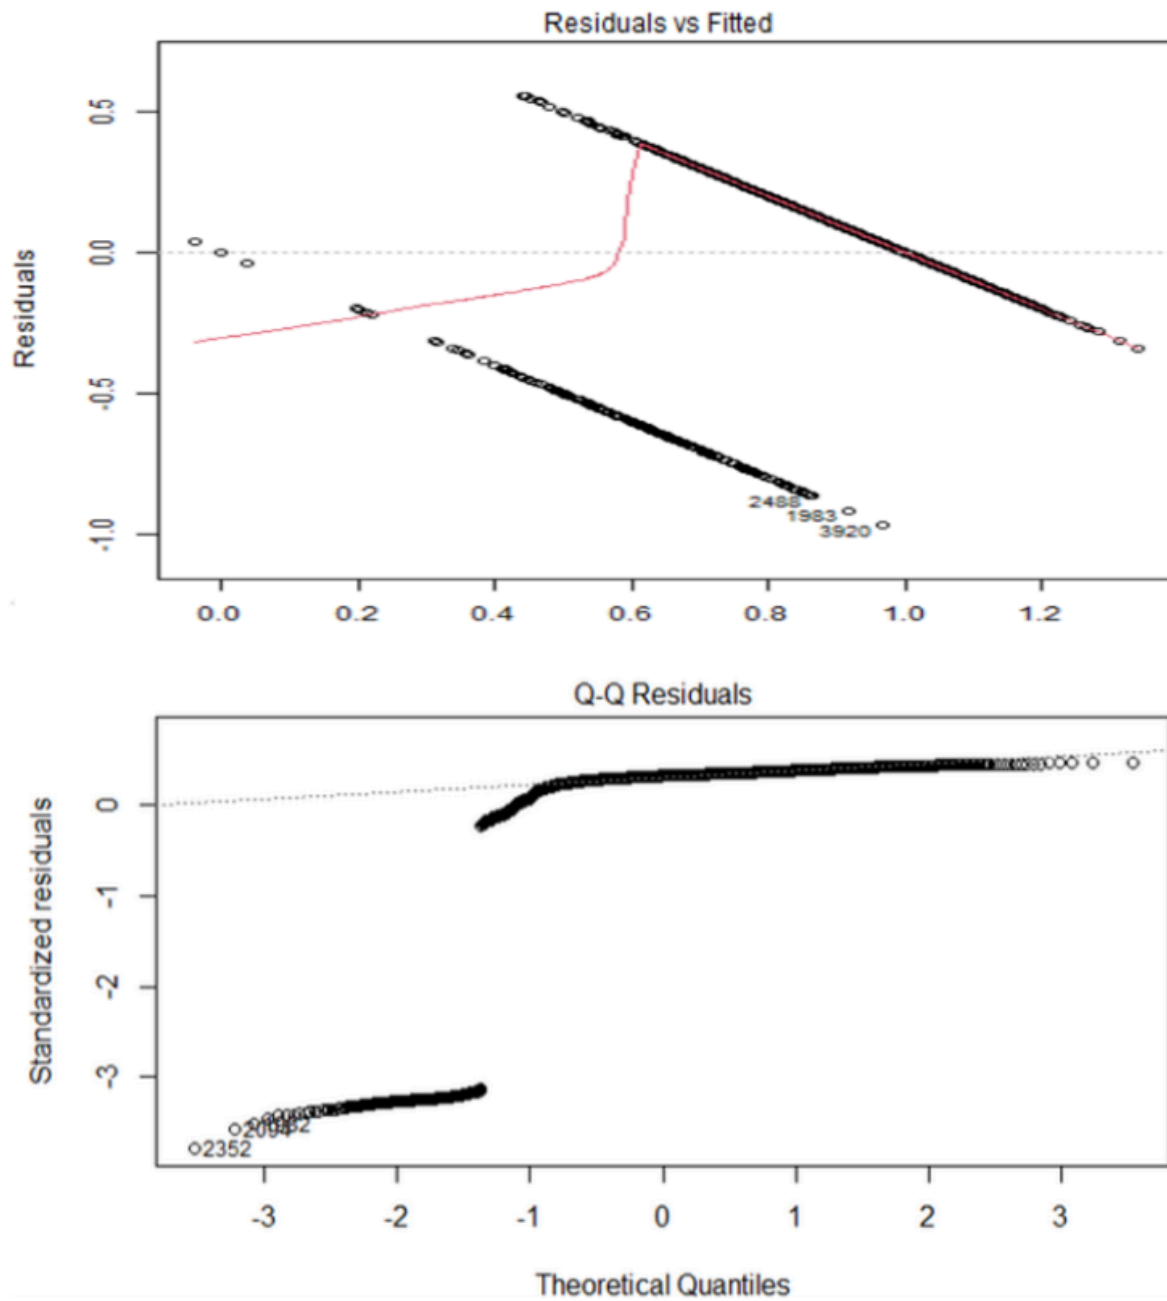 Residuals vs Fitted
Residuals
0.5
0.0
-0.5
-1.0
2488
1983
3920
0.0 0.2 0.4 0.6 0.8 1.0 1.2
Q-Q Residuals
Standardized residuals
0
-1
-2
-3
2094
2352
-3 -2 -1 0 1 2 3
Theoretical Quantiles